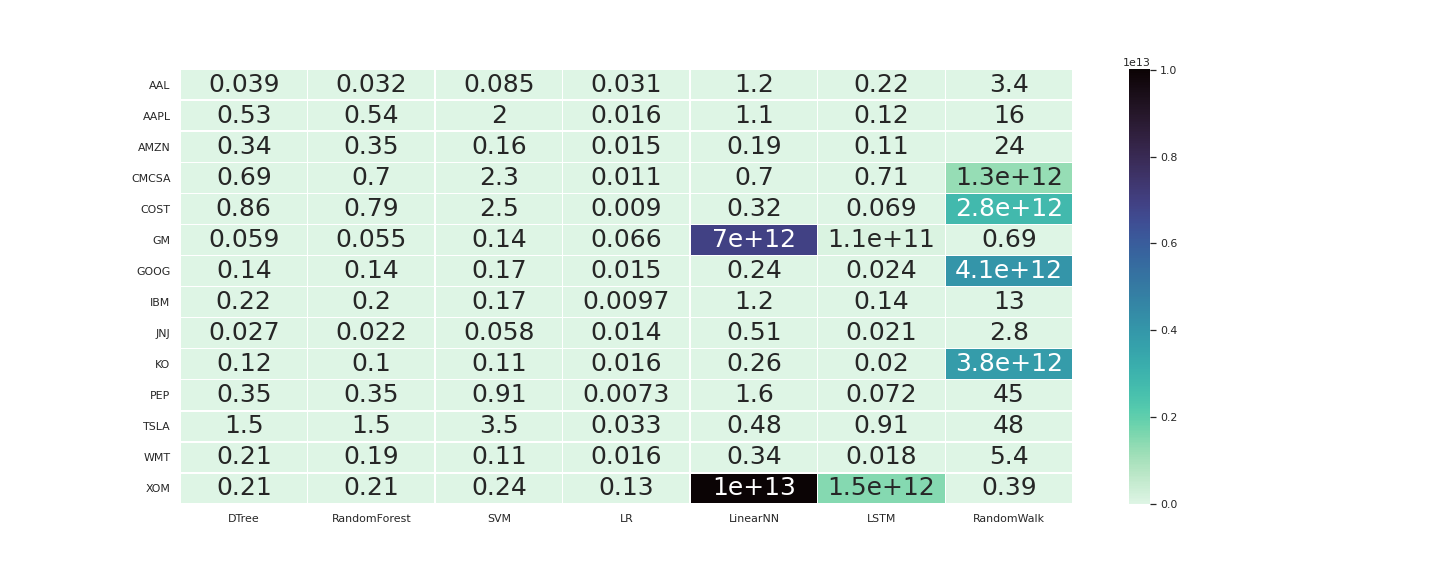 1e13
AAL 0.039 0.032 0.085 0.031 1.2 0.22 3.4 1.0
AAPL 0.53 0.54 2 0.016 1.1 0.12 16
AMZN 0.34 0.35 0.16 0.015 0.19 0.11 24
0.8
CMCSA 0.69 0.7 2.3 0.011 0.7 0.71 1.3e+12
COST 0.86 0.79 2.5 0.009 0.32 0.069 2.8e+12
GM 0.059 0.055 0.14 0.066 7e+12 1.1e+11 0.69 0.6
GOOG 0.14 0.14 0.17 0.015 0.24 0.024 4.1e+12
IBM 0.22 0.2 0.17 0.0097 1.2 0.14 13
JNJ 0.027 0.022 0.058 0.014 0.51 0.021 2.8 0.4
KO 0.12 0.1 0.11 0.016 0.26 0.02 3.8e+12
PEP 0.35 0.35 0.91 0.0073 1.6 0.072 45
TSLA 1.5 1.5 3.5 0.033 0.48 0.91 48 0.2
WMT 0.21 0.19 0.11 0.016 0.34 0.018 5.4
XOM 0.21 0.21 0.24 0.13 1e+13 1.5e+12 0.39 0.0
DTree RandomForest SVM LR LinearNN LSTM RandomWalk